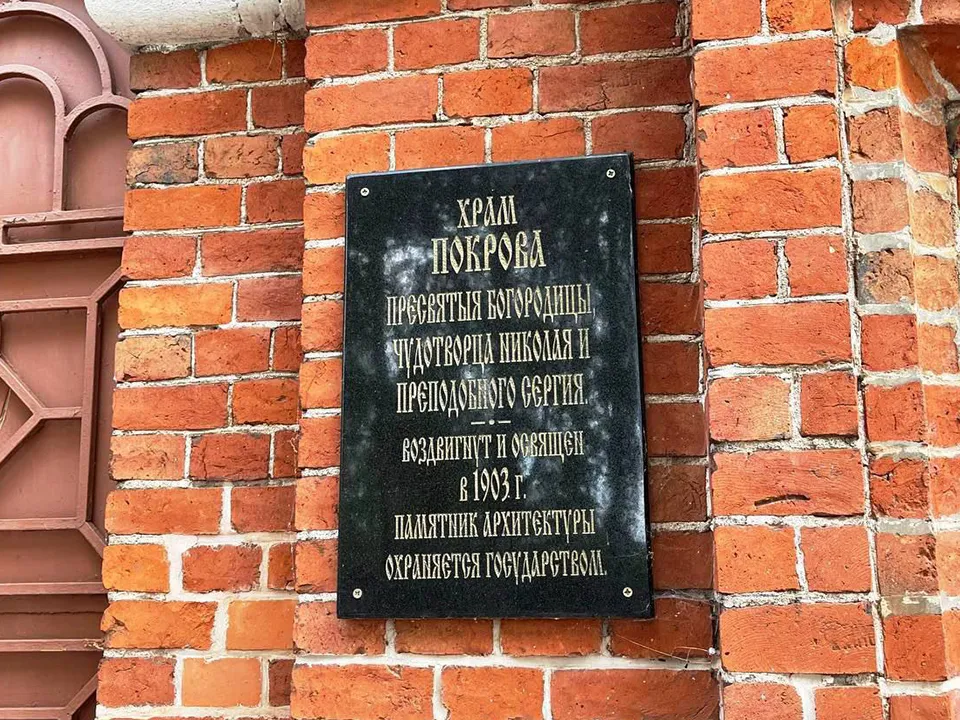 ХРАМ
ПОКРОВА
ПРЕСВЯТЫЯ БОГОРОДИЦЫ,
ЧУДОТВОРЦА НИКОЛАЯ И
ПРЕПОДОБНОГО СЕРГИЯ.
ВОЗДВИГНУТ И ОСВЯЩЕН
в 1903 г.
ПАМЯТНИК АРХИТЕКТУРЫ
ОХРАНЯЕТСЯ ГОСУДАРСТВОМ.